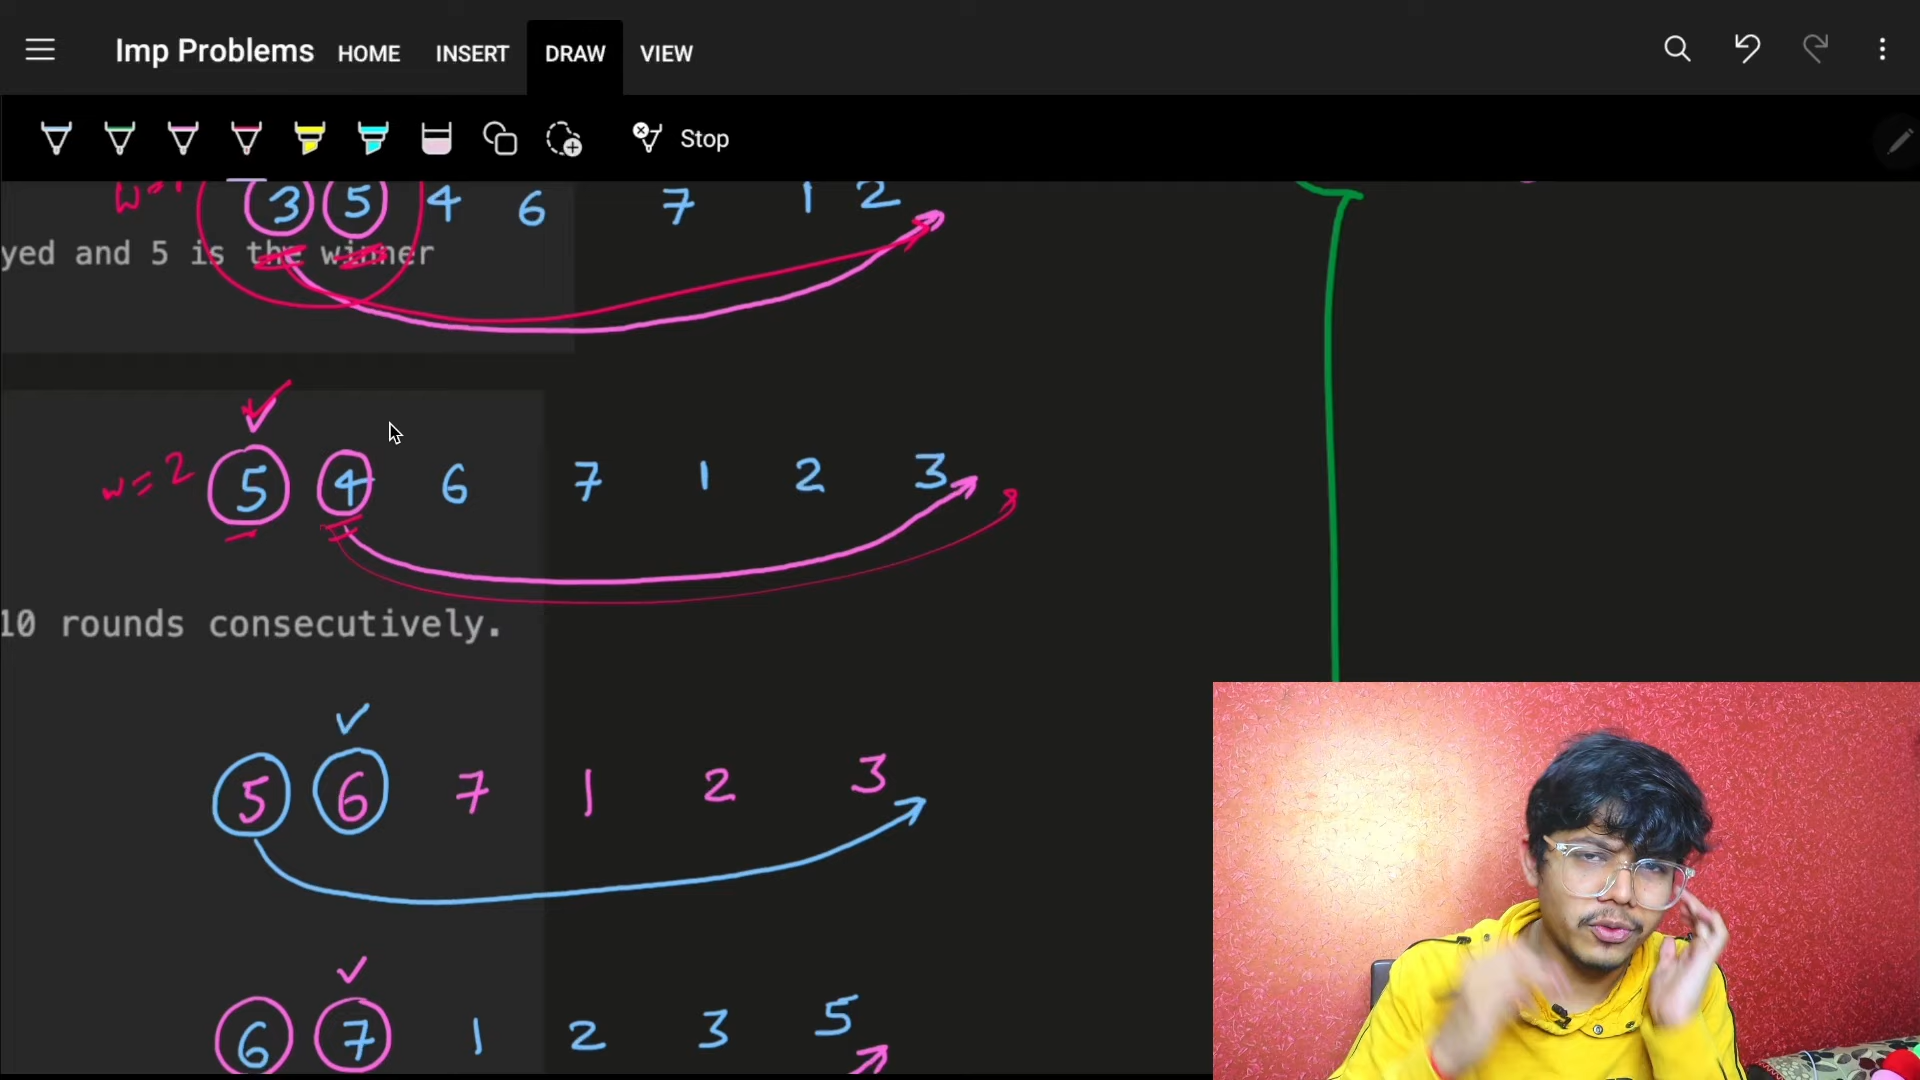 Imp Problems HOME INSERT DRAW VIEW
Stop
3 5 4 6 7 1 2
yed and 5 is the winner
w=2 5 4 6 7 1 2 3
10 rounds consecutively.
5 6 7 1 2 3
6 7 1 2 3 5